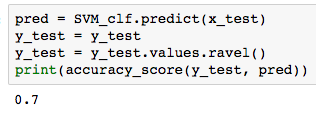 pred = SVM_clf.predict(x_test)
y_test = y_test
y_test = y_test.values.ravel()
print(accuracy_score(y_test, pred))
0.7